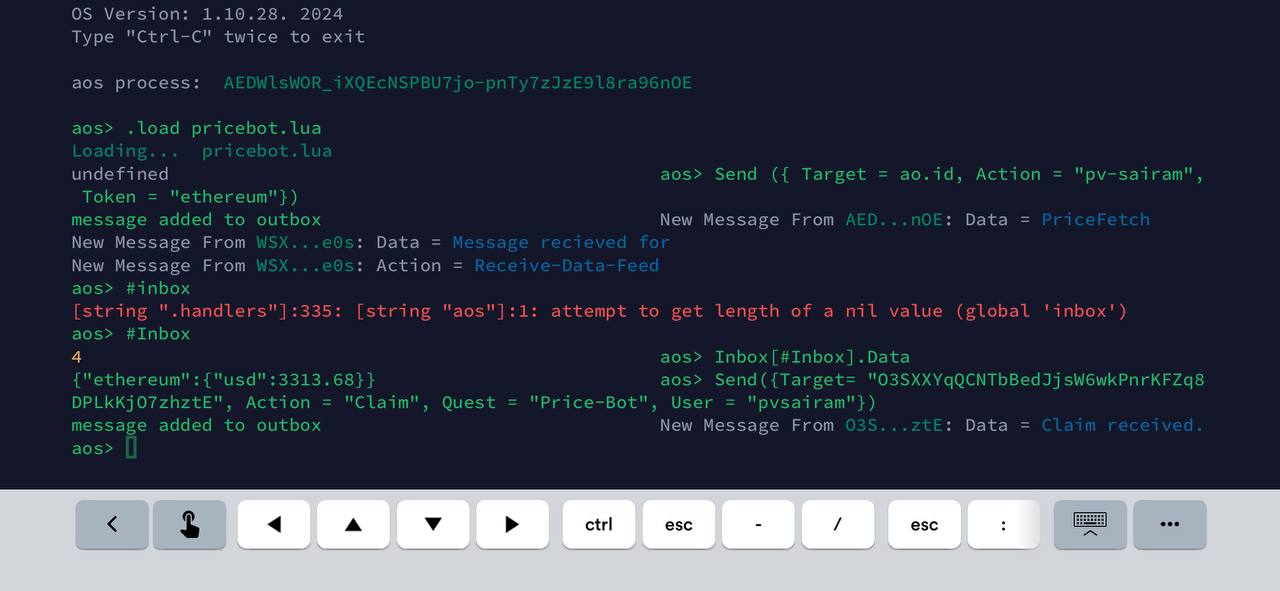 OS Version: 1.10.28. 2024
Type "Ctrl-C" twice to exit
aos process:  AEDWlsWOR_iXQEcNSPBU7jo-pnTy7zJzE9l8ra96nOE
aos> .load pricebot.lua
Loading...  pricebot.lua
undefined aos> Send ({ Target = ao.id, Action = "pv-sairam",
Token = "ethereum"})
message added to outbox New Message From AED...nOE: Data = PriceFetch
New Message From WSX...e0s: Data = Message recieved for
New Message From WSX...e0s: Action = Receive-Data-Feed
aos> #inbox
[string ".handlers"]:335: [string "aos"]:1: attempt to get length of a nil value (global 'inbox')
aos> #Inbox
4 aos> Inbox[#Inbox].Data
{"ethereum":{"usd":3313.68}} aos> Send({Target= "O3SXXYqQCNTbBedJjsW6wkPnrKFZq8
DPLkKjO7zhztE", Action = "Claim", Quest = "Price-Bot", User = "pvsairam"})
message added to outbox New Message From O3S...ztE: Data = Claim received.
aos>
ctrl esc - / esc :